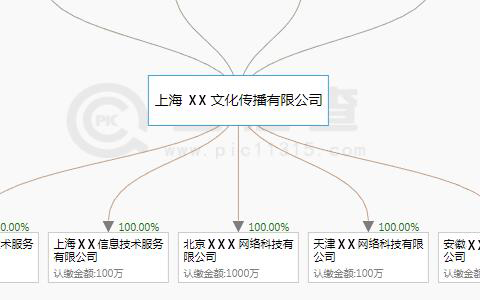 上海 XX 文化传播有限公司
PIC
www.pic11315.com
0.00%
100.00%
100.00%
100.00%
术服务
上海XX信息技术服务
有限公司
认缴金额:100万
北京XXX网络科技有
限公司
认缴金额:1000万
天津XX网络科技有限
公司
认缴金额:100万
安徽X
公司
认缴金